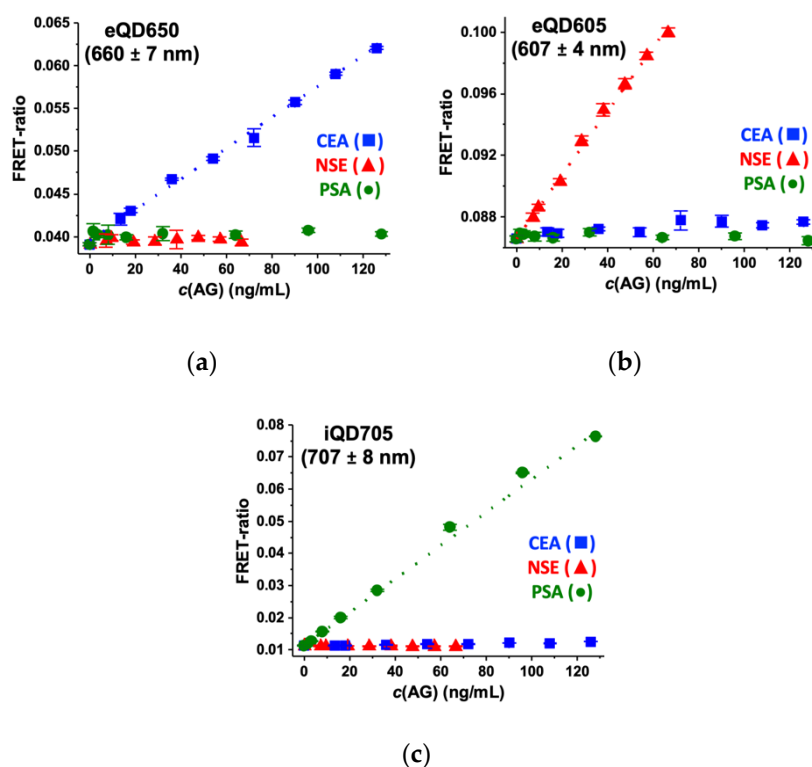 eQD650
(660 ± 7 nm)
FRET-ratio
0.065
0.060
0.055
0.050
0.045
0.040
CEA (■)
NSE (▲)
PSA (●)
0 20 40 60 80 100 120
c(AG) (ng/mL)
(a)
eQD605
(607 ± 4 nm)
FRET-ratio
0.100
0.096
0.092
0.088
CEA (■)
NSE (▲)
PSA (●)
0 20 40 60 80 100 120
c(AG) (ng/mL)
(b)
iQD705
(707 ± 8 nm)
FRET-ratio
0.08
0.07
0.06
0.05
0.04
0.03
0.02
0.01
CEA (■)
NSE (▲)
PSA (●)
0 20 40 60 80 100 120
c(AG) (ng/mL)
(c)